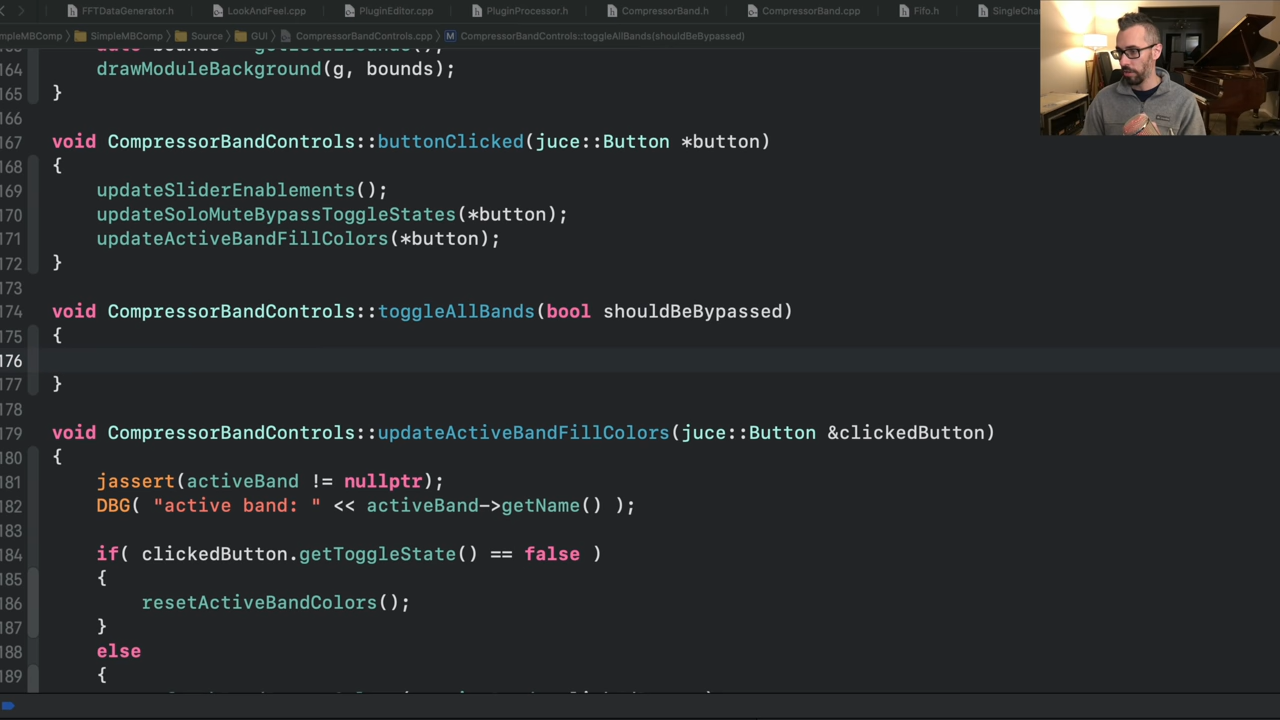 FFTDataGenerator.h LookAndFeel.cpp PluginEditor.cpp PluginProcessor.h CompressorBand.h CompressorBand.cpp Fifo.h SingleCha
mpleMBComp SimpleMBComp Source GUI CompressorBandControls.cpp M CompressorBandControls::toggleAllBands(shouldBeBypassed)
164 drawModuleBackground(g, bounds);
165 }
166
167 void CompressorBandControls::buttonClicked(juce::Button *button)
168 {
169 updateSliderEnablements();
170 updateSoloMuteBypassToggleStates(*button);
171 updateActiveBandFillColors(*button);
172 }
173
174 void CompressorBandControls::toggleAllBands(bool shouldBeBypassed)
175 {
176
177 }
178
179 void CompressorBandControls::updateActiveBandFillColors(juce::Button &clickedButton)
180 {
181 jassert(activeBand != nullptr);
182 DBG( "active band: " << activeBand->getName() );
183
184 if( clickedButton.getToggleState() == false )
185 {
186 resetActiveBandColors();
187 }
188 else
189 {